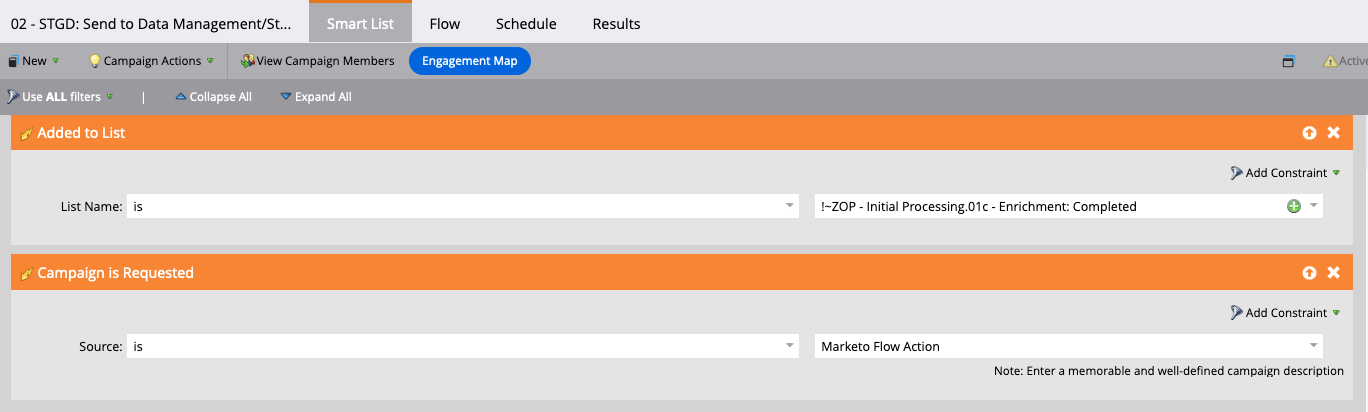 02 - STGD: Send to Data Management/St...
Smart List
Flow
Schedule
Results
New
Campaign Actions
View Campaign Members
Engagement Map
Active
Use ALL filters
|
Collapse All
Expand All
Added to List
Add Constraint
List Name: is
!~ZOP - Initial Processing.01c - Enrichment: Completed
Campaign is Requested
Add Constraint
Source: is
Marketo Flow Action
Note: Enter a memorable and well-defined campaign description